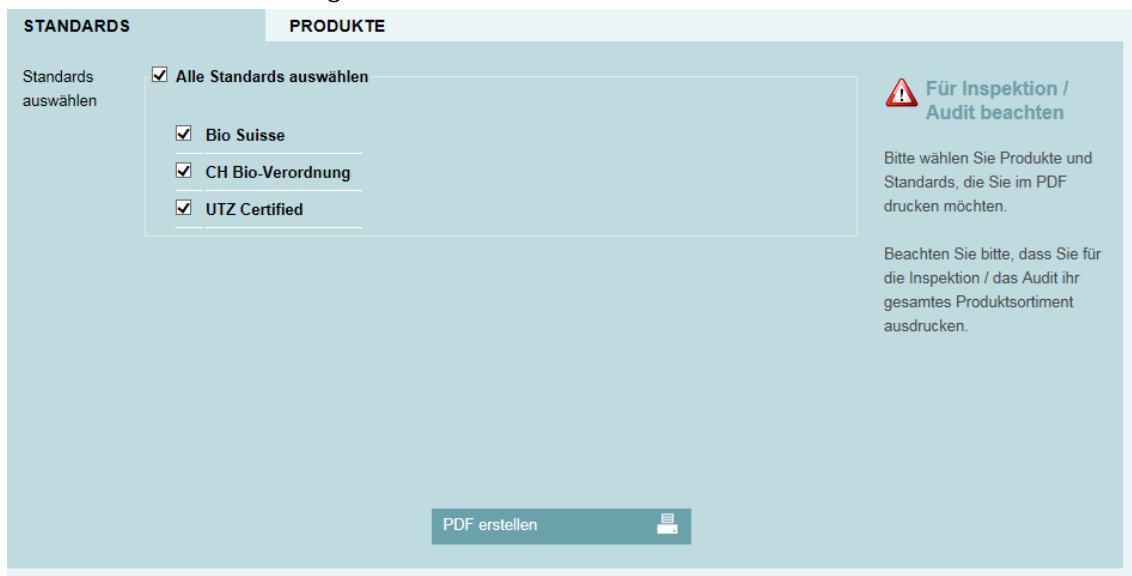 STANDARDS PRODUKTE
Standards auswählen
Alle Standards auswählen
Bio Suisse
CH Bio-Verordnung
UTZ Certified
Für Inspektion /
Audit beachten
Bitte wählen Sie Produkte und
Standards, die Sie im PDF
drucken möchten.
Beachten Sie bitte, dass Sie für
die Inspektion / das Audit ihr
gesamtes Produktsortiment
ausdrucken.
PDF erstellen